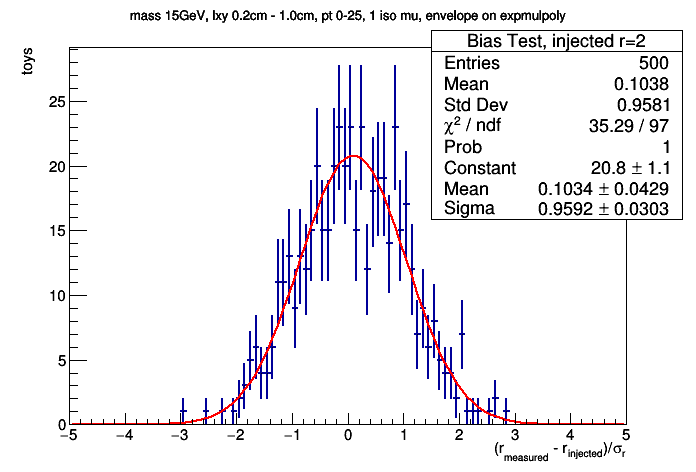 mass 15GeV, lxy 0.2cm - 1.0cm, pt 0-25, 1 iso mu, envelope on expmulpoly
Bias Test, injected r=2
Entries 500
Mean 0.1038
Std Dev 0.9581
χ² / ndf 35.29 / 97
Prob 1
Constant 20.8 ± 1.1
Mean 0.1034 ± 0.0429
Sigma 0.9592 ± 0.0303
toys
25
20
15
10
5
0
−5 −4 −3 −2 −1 0 1 2 3 4 5
(r_measured - r_injected)/σ_r